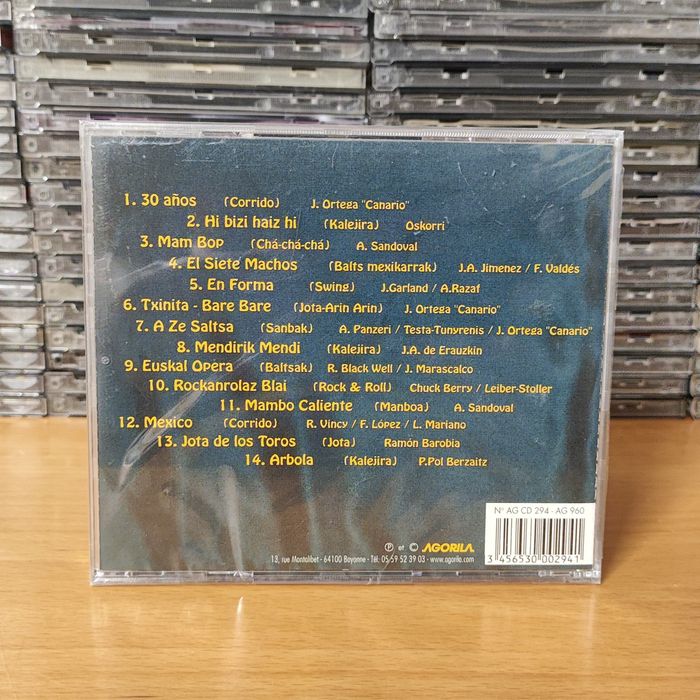 1. 30 años (Corrido) J. Ortega "Canario"
2. Hi bizi haiz hi (Kalejira) Oskorri
3. Mam Bop (Chá-chá-chá) A. Sandoval
4. El Siete Machos (Balts mexikarrak) J.A. Jimenez / F. Valdés
5. En Forma (Swing) J.Garland / A.Razaf
6. Txinita - Bare Bare (Jota-Arin Arin) J. Ortega "Canario"
7. A Ze Saltsa (Sanbak) A. Panzeri / Testa-Tunyrenis / J. Ortega "Canario"
8. Mendirik Mendi (Kalejira) J.A. de Erauzkin
9. Euskal Opera (Baltsak) R. Black Well / J. Marascalco
10. Rockanrolaz Blai (Rock & Roll) Chuck Berry / Leiber-Stoller
11. Mambo Caliente (Manboa) A. Sandoval
12. Mexico (Corrido) R. Vincy / F. López / L. Mariano
13. Jota de los Toros (Jota) Ramón Barobia
14. Arbola (Kalejira) P.Pol Berzaitz
N° AG CD 294 - AG 960
3 456530 002941
℗ et © AGORILA
13, rue Montalibet - 64100 Bayonne - Tél: 05 59 52 39 03 - www.agorila.com